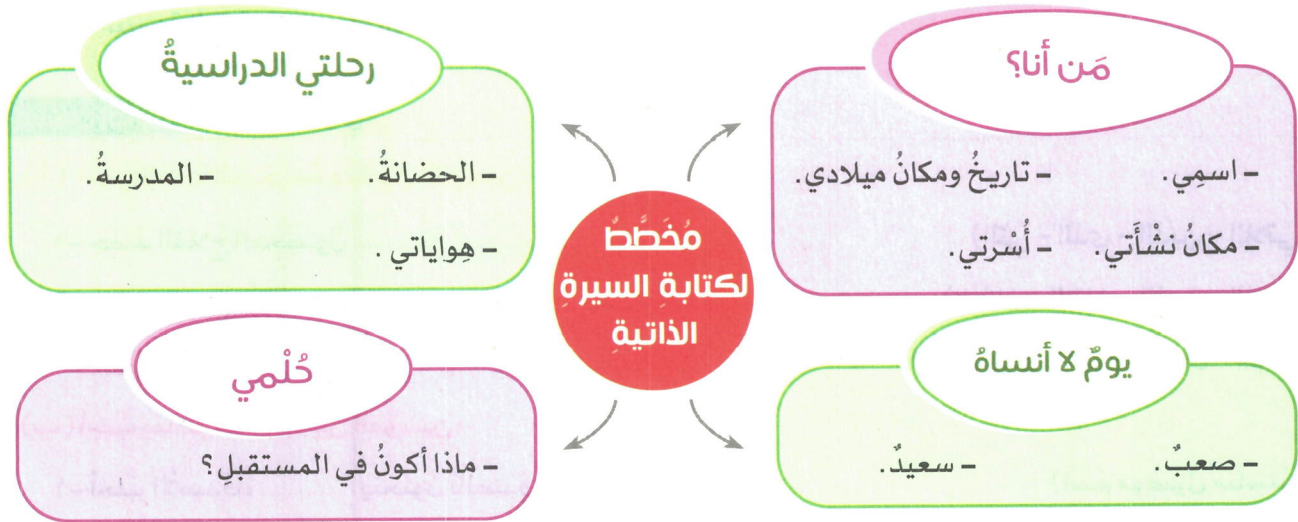 مَن أنا؟
– اسمِي. – تاريخُ ومكانُ ميلادي.
– مكانُ نشْأَتي. – أُسْرتي.
رحلتي الدراسيةُ
– الحضانةُ. – المدرسةُ.
– هِواياتي .
مُخَطَّطٌ
لكتابةِ السيرةِ
الذاتيةِ
يومٌ لا أنساهُ
– صعبٌ. – سعيدٌ.
حُلْمي
– ماذا أكونُ في المستقبلِ؟